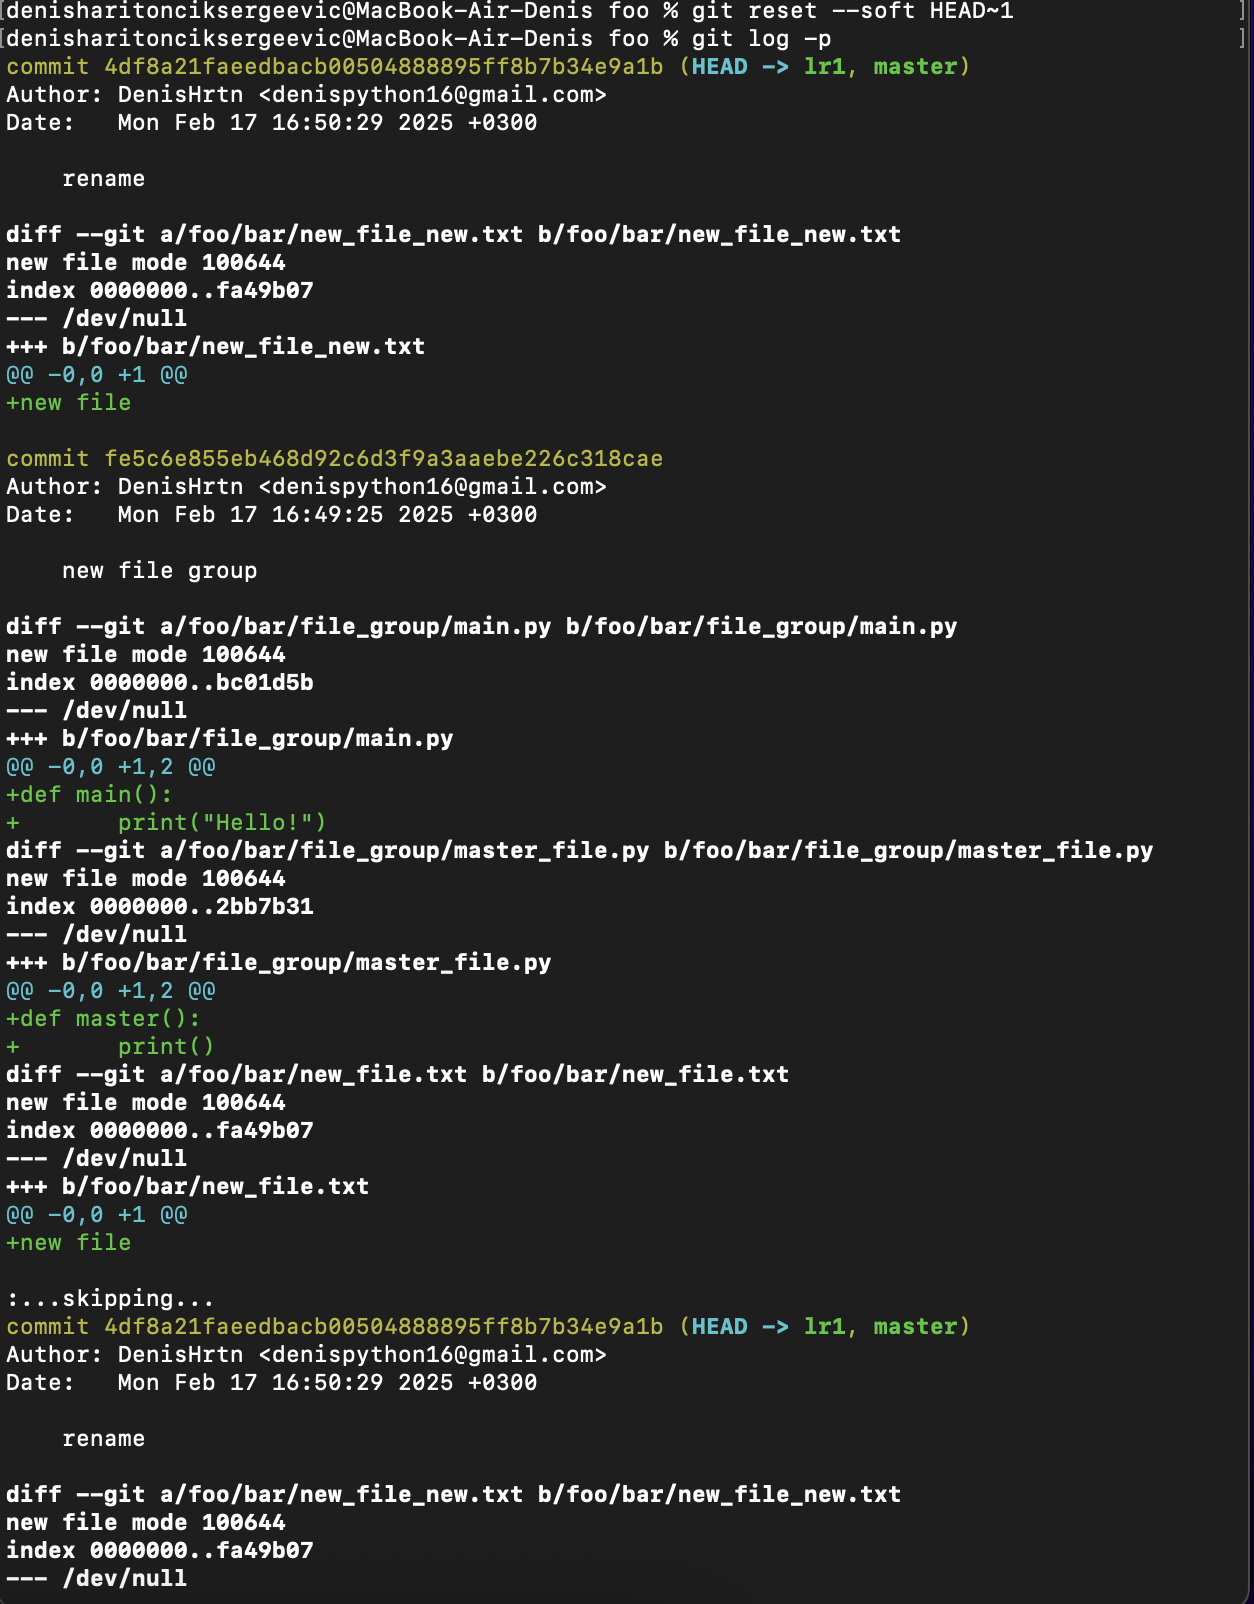 [denisharitonciksergeevic@MacBook-Air-Denis foo % git reset --soft HEAD~1 ]
[denisharitonciksergeevic@MacBook-Air-Denis foo % git log -p ]
commit 4df8a21faeedbacb00504888895ff8b7b34e9a1b (HEAD -> lr1, master)
Author: DenisHrtn <denispython16@gmail.com>
Date:   Mon Feb 17 16:50:29 2025 +0300

    rename

diff --git a/foo/bar/new_file_new.txt b/foo/bar/new_file_new.txt
new file mode 100644
index 0000000..fa49b07
--- /dev/null
+++ b/foo/bar/new_file_new.txt
@@ -0,0 +1 @@
+new file

commit fe5c6e855eb468d92c6d3f9a3aaebe226c318cae
Author: DenisHrtn <denispython16@gmail.com>
Date:   Mon Feb 17 16:49:25 2025 +0300

    new file group

diff --git a/foo/bar/file_group/main.py b/foo/bar/file_group/main.py
new file mode 100644
index 0000000..bc01d5b
--- /dev/null
+++ b/foo/bar/file_group/main.py
@@ -0,0 +1,2 @@
+def main():
+       print("Hello!")
diff --git a/foo/bar/file_group/master_file.py b/foo/bar/file_group/master_file.py
new file mode 100644
index 0000000..2bb7b31
--- /dev/null
+++ b/foo/bar/file_group/master_file.py
@@ -0,0 +1,2 @@
+def master():
+       print()
diff --git a/foo/bar/new_file.txt b/foo/bar/new_file.txt
new file mode 100644
index 0000000..fa49b07
--- /dev/null
+++ b/foo/bar/new_file.txt
@@ -0,0 +1 @@
+new file

:...skipping...
commit 4df8a21faeedbacb00504888895ff8b7b34e9a1b (HEAD -> lr1, master)
Author: DenisHrtn <denispython16@gmail.com>
Date:   Mon Feb 17 16:50:29 2025 +0300

    rename

diff --git a/foo/bar/new_file_new.txt b/foo/bar/new_file_new.txt
new file mode 100644
index 0000000..fa49b07
--- /dev/null